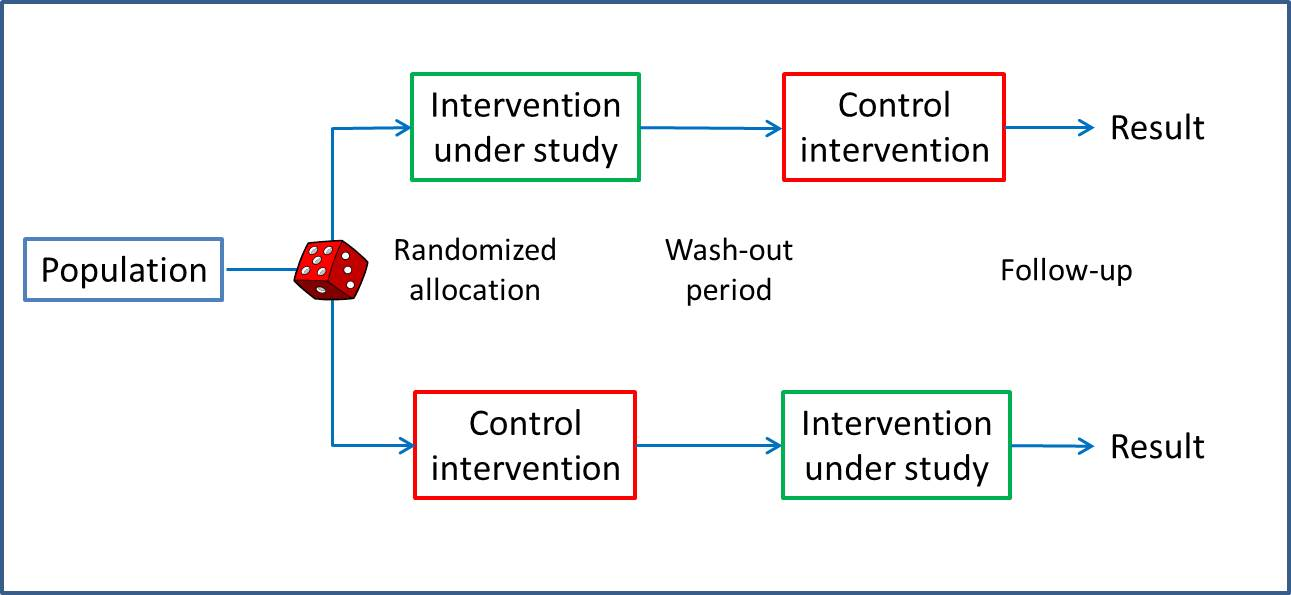 Intervention
under study
Control
intervention
Result
Population
Randomized
allocation
Wash-out
period
Follow-up
Control
intervention
Intervention
under study
Result